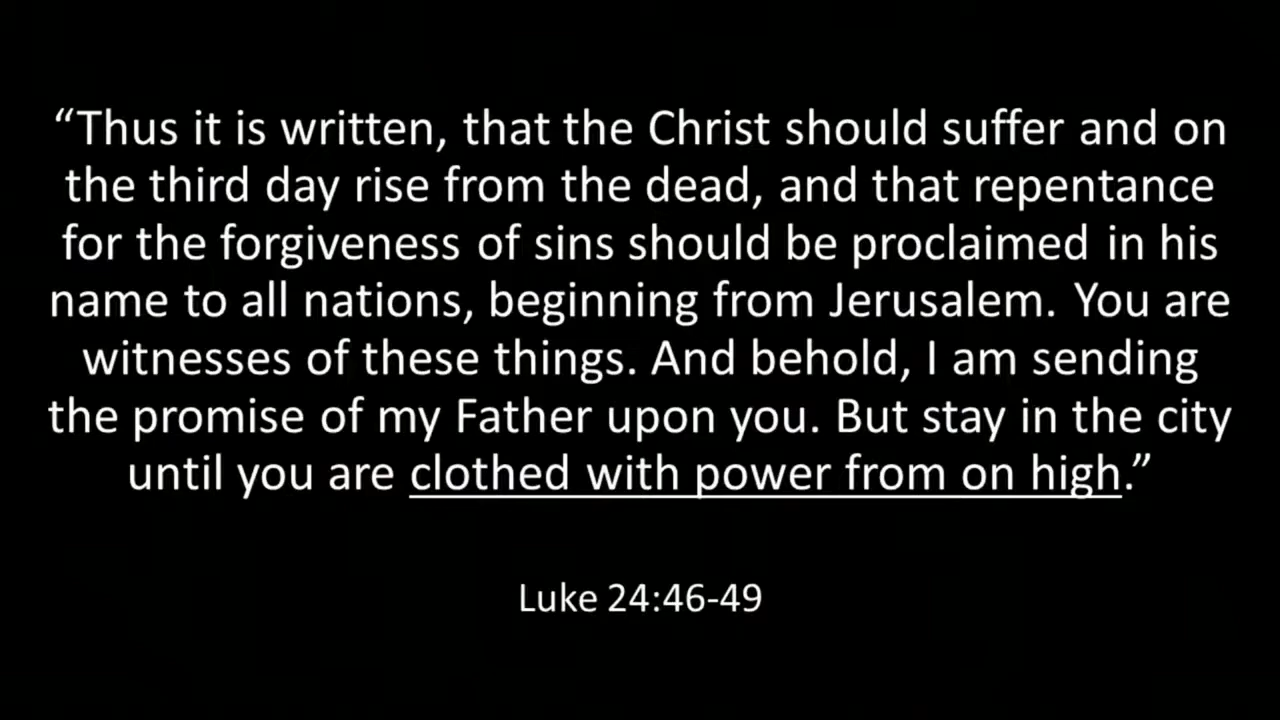 “Thus it is written, that the Christ should suffer and on
the third day rise from the dead, and that repentance
for the forgiveness of sins should be proclaimed in his
name to all nations, beginning from Jerusalem. You are
witnesses of these things. And behold, I am sending
the promise of my Father upon you. But stay in the city
until you are clothed with power from on high.”
Luke 24:46-49